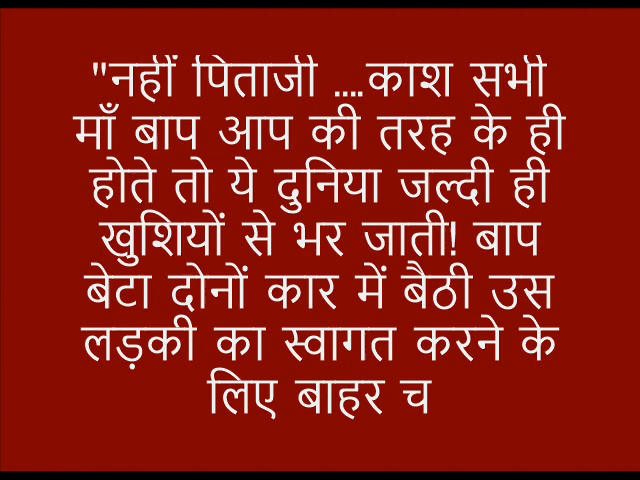 "नहीं पिताजी ....काश सभी
माँ बाप आप की तरह के ही
होते तो ये दुनिया जल्दी ही
खुशियों से भर जाती! बाप
बेटा दोनों कार में बैठी उस
लड़की का स्वागत करने के
लिए बाहर च